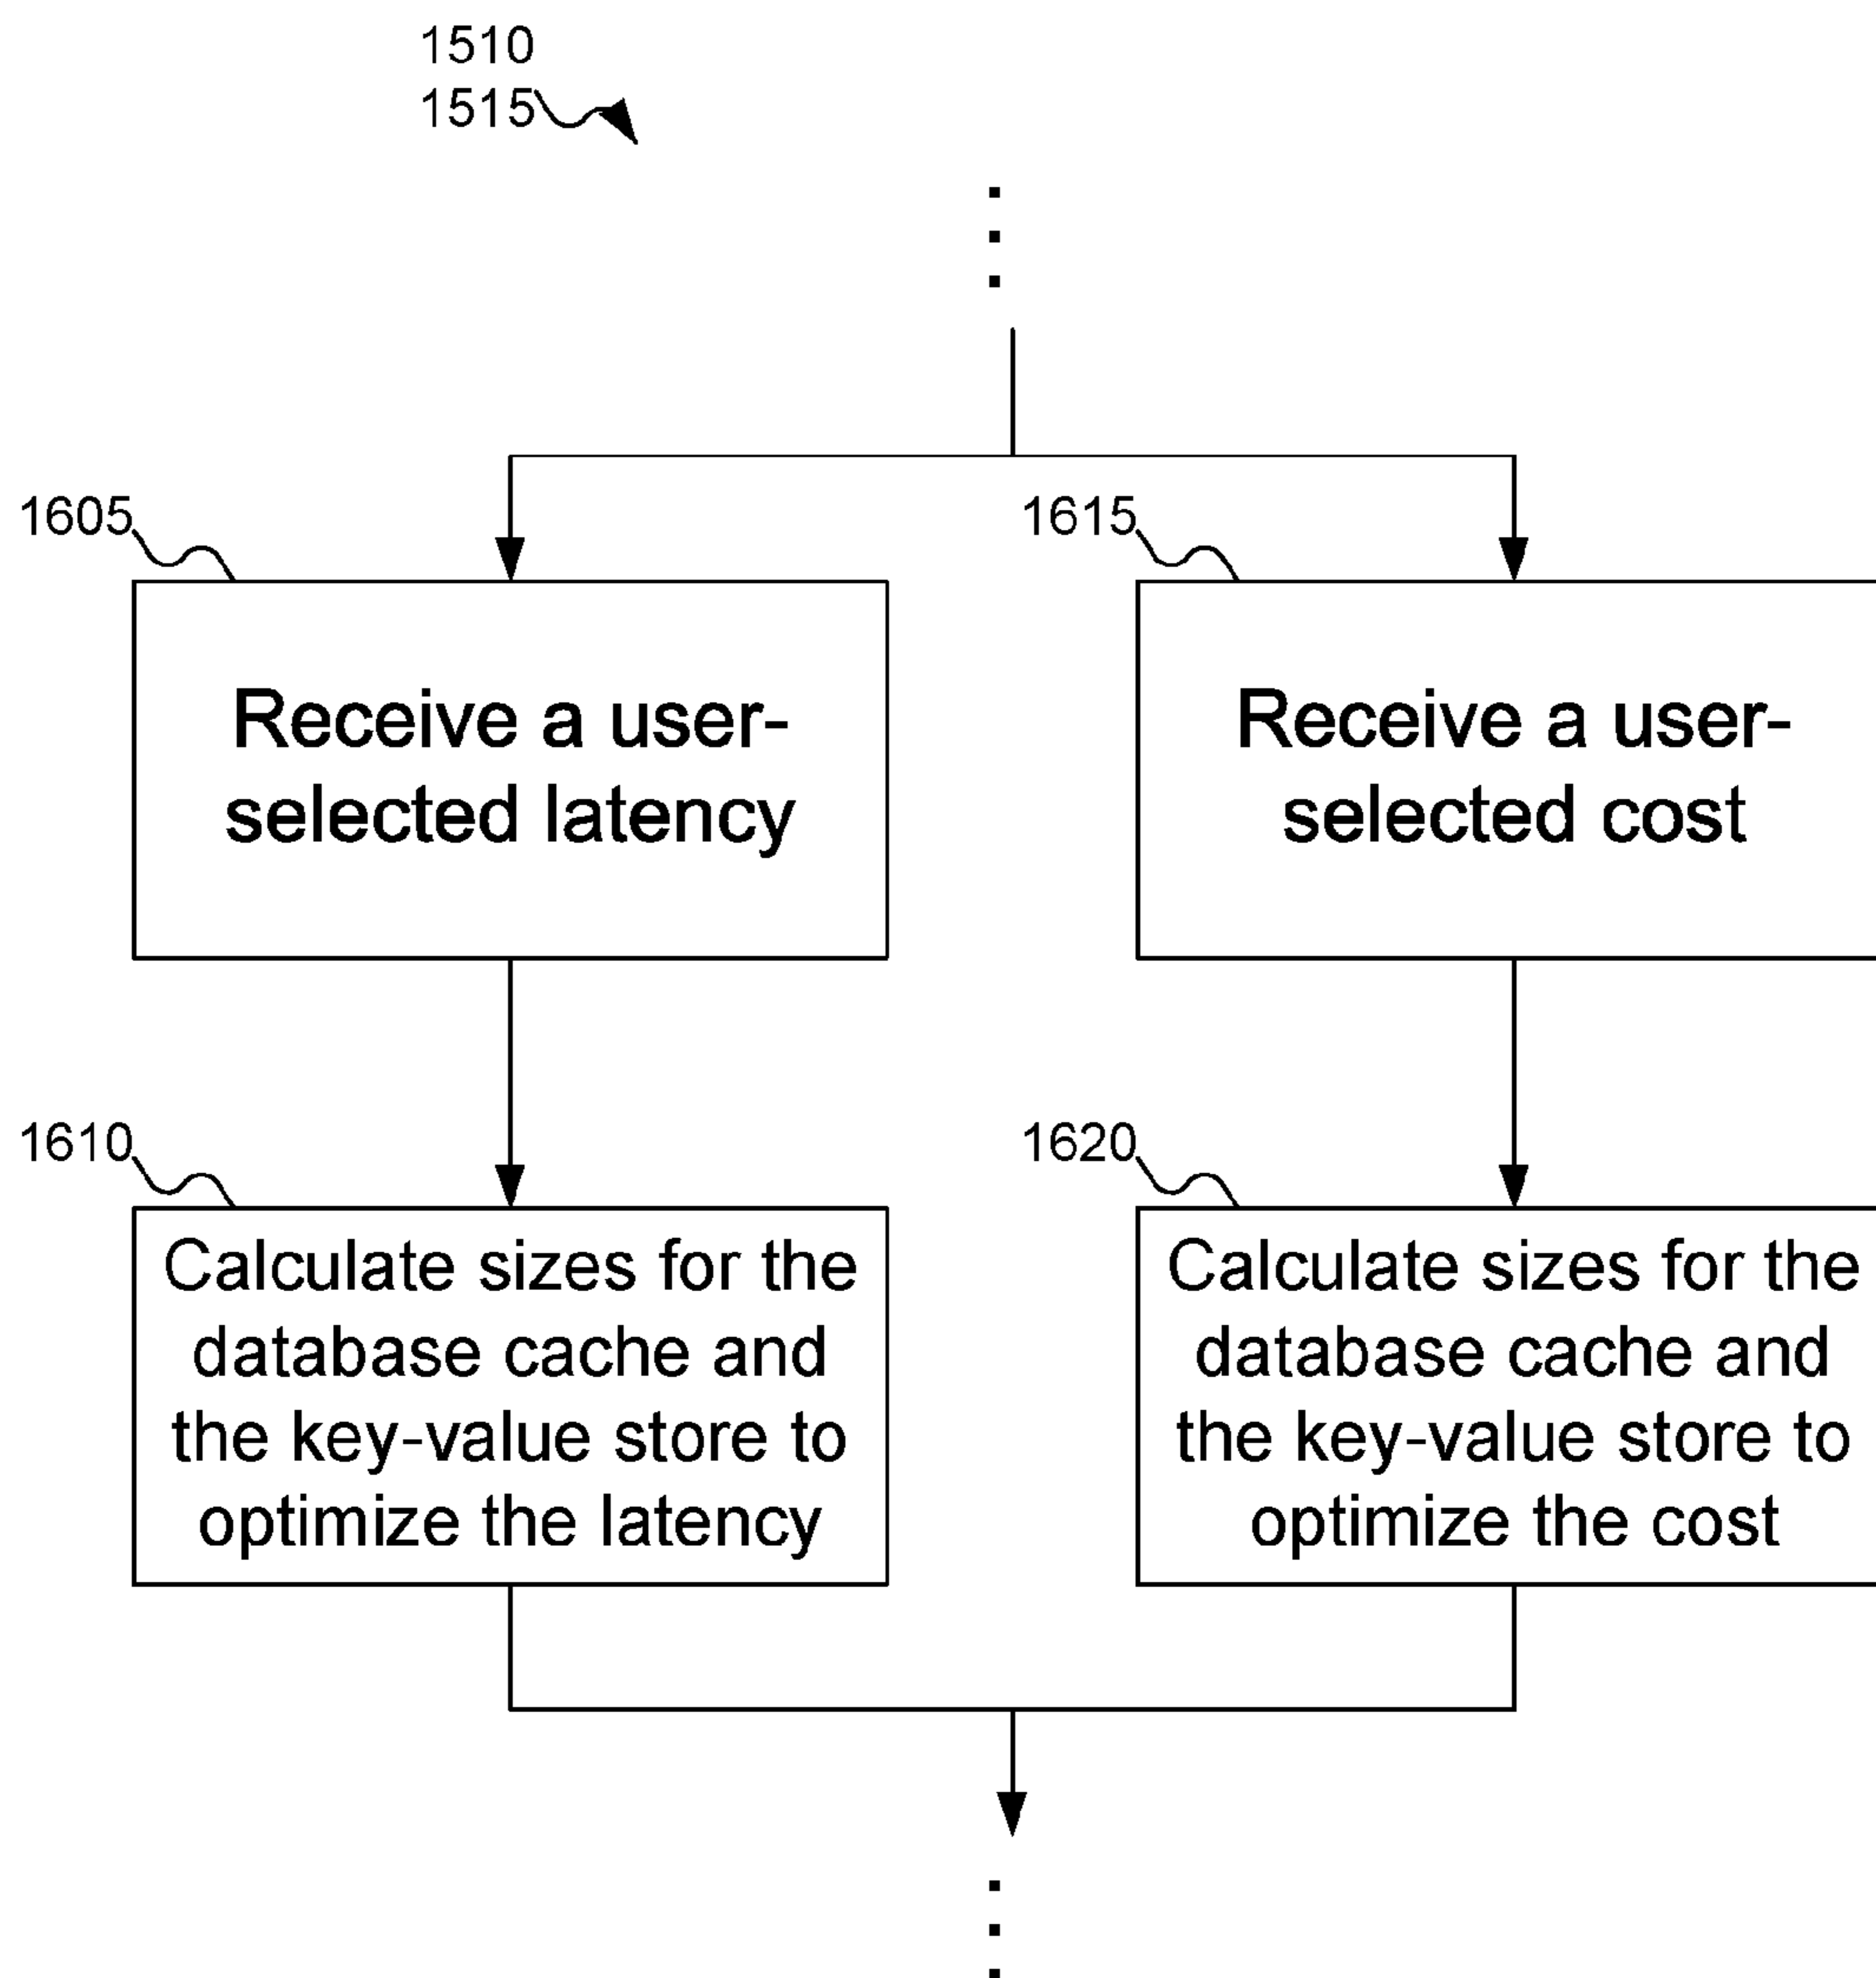 1510
1515
1605
1615
Receive a user-
selected latency
Receive a user-
selected cost
1610
1620
Calculate sizes for the
database cache and
the key-value store to
optimize the latency
Calculate sizes for the
database cache and
the key-value store to
optimize the cost